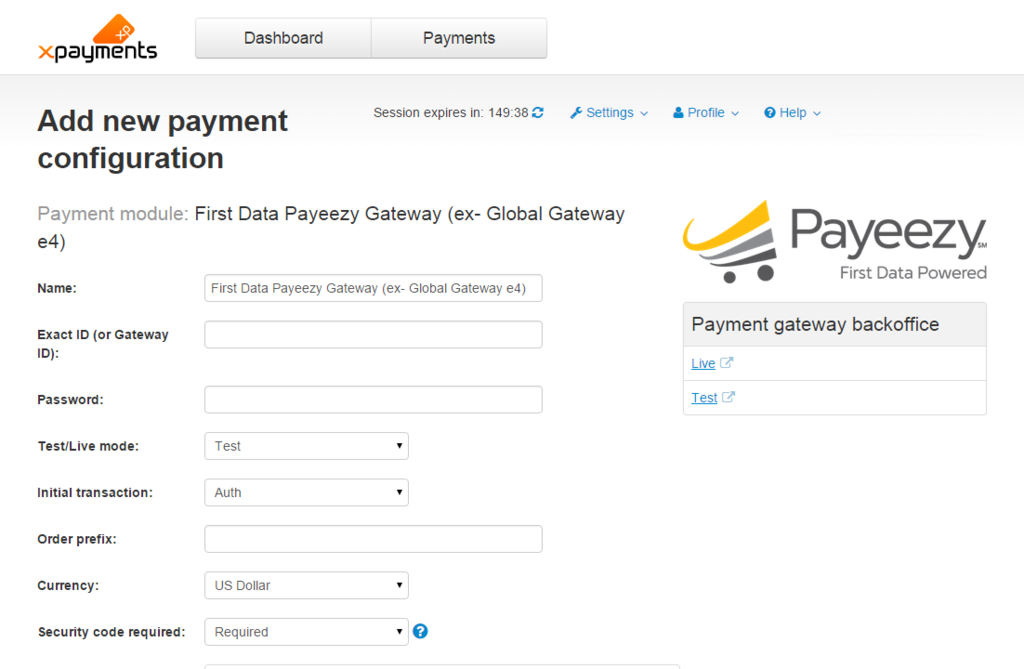 xp
xpayments
Dashboard
Payments
Add new payment
configuration
Session expires in: 149:38
Settings
Profile
Help
Payment module: First Data Payeezy Gateway (ex- Global Gateway
e4)
Payeezy SM
First Data Powered
Name:
First Data Payeezy Gateway (ex- Global Gateway e4)
Exact ID (or Gateway
ID):
Password:
Test/Live mode:
Test
Initial transaction:
Auth
Order prefix:
Currency:
US Dollar
Security code required:
Required
?
Payment gateway backoffice
Live
Test